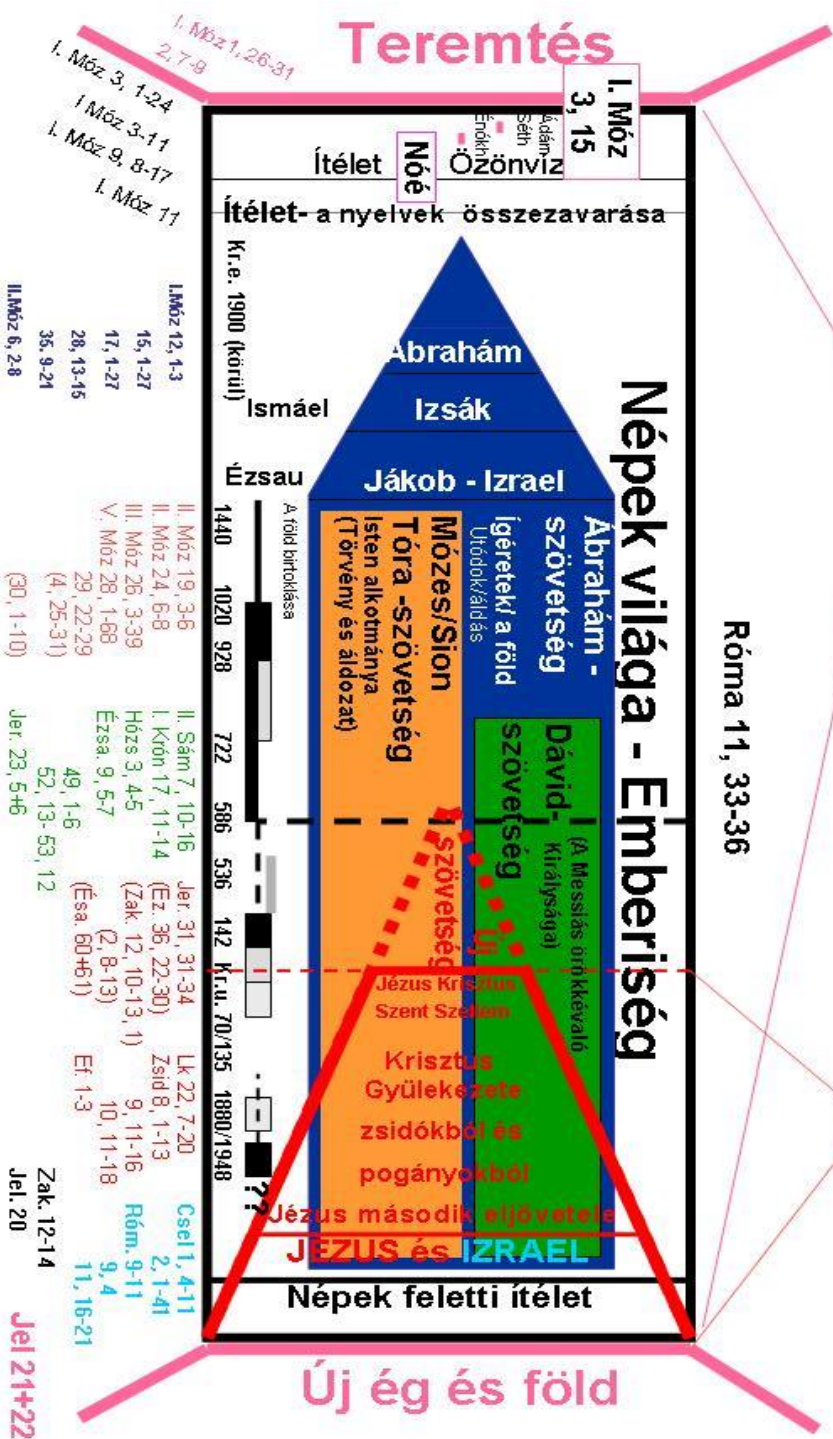 Teremtés
I. Móz 1, 26-31
2, 7-9
I. Móz 3, 1-24
I Móz 3-11
I. Móz 9, 8-17
I. Móz 11
I. Móz
3, 15
Ádám
Séth
Énókh
Ítélet
Nóé
Özönvíz
Ítélet- a nyelvek összezavarása
Kr.e. 1900 (körül)
Ábrahám
Ismáel
Izsák
Ézsau
Jákob - Izrael
Népek világa - Emberiség
Róma 11, 33-36
Ábrahám -
szövetség
Ígéretek/ a föld
Utódok/áldás
Mózes/Sion
Tóra -szövetség
Isten alkotmánya
(Törvény és áldozat)
Dávid-
szövetség
(A Messiás örökkévaló
Királysága)
Új
szövetség
Jézus Krisztus
Szent Szellem
Krisztus
Gyülekezete
zsidókból és
pogányokból
Jézus második eljövetele
JÉZUS és IZRAEL
Népek feletti ítélet
Új ég és föld
A föld birtoklása
1440
1020
928
722
586
536
142
Kr.u. 70/135
1880/1948
??
I.Móz 12, 1-3
15, 1-27
17, 1-27
28, 13-15
35, 9-21
II.Móz 6, 2-8
II. Móz 19, 3-6
II. Móz 24, 6-8
III. Móz 26, 3-39
V. Móz 28, 1-68
29, 22-29
(4, 25-31)
(30, 1-10)
II. Sám 7, 10-16
I. Krón 17, 11-14
Hózs 3, 4-5
Ézsa. 9, 5-7
49, 1-6
52, 13- 53, 12
Jer. 23, 5+6
Jer. 31, 31-34
(Ez. 36, 22-30)
(Zak. 12, 10-13, 1)
(2, 8-13)
(Ésa. 60+61)
Lk 22, 7-20
Zsid 8, 1-13
9, 11-16
10, 11-18
Ef. 1-3
Csel1, 4-11
2, 1-41
Róm. 9-11
9, 4
11, 16-21
Zak. 12-14
Jel. 20
Jel 21+22